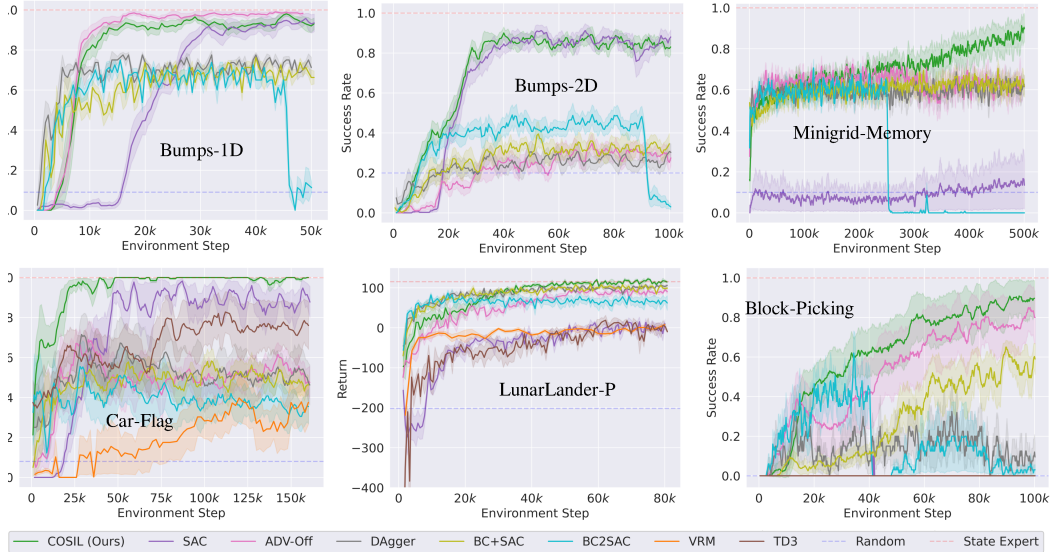 .0
.8
.6
.4
.2
.0
Bumps-1D
0 10k 20k 30k 40k 50k
Environment Step
Success Rate
1.0
0.8
0.6
0.4
0.2
0.0
Bumps-2D
0 20k 40k 60k 80k 100k
Environment Step
Success Rate
1.0
0.8
0.6
0.4
0.2
0.0
Minigrid-Memory
0 100k 200k 300k 400k 500k
Environment Step
0
8
6
4
2
0
Car-Flag
0 25k 50k 75k 100k 125k 150k
Environment Step
Return
100
0
−100
−200
−300
−400
LunarLander-P
0 20k 40k 60k 80k
Environment Step
Success Rate
1.0
0.8
0.6
0.4
0.2
0.0
Block-Picking
0 20k 40k 60k 80k 100k
Environment Step
COSIL (Ours) SAC ADV-Off DAgger BC+SAC BC2SAC VRM TD3 Random State Expert